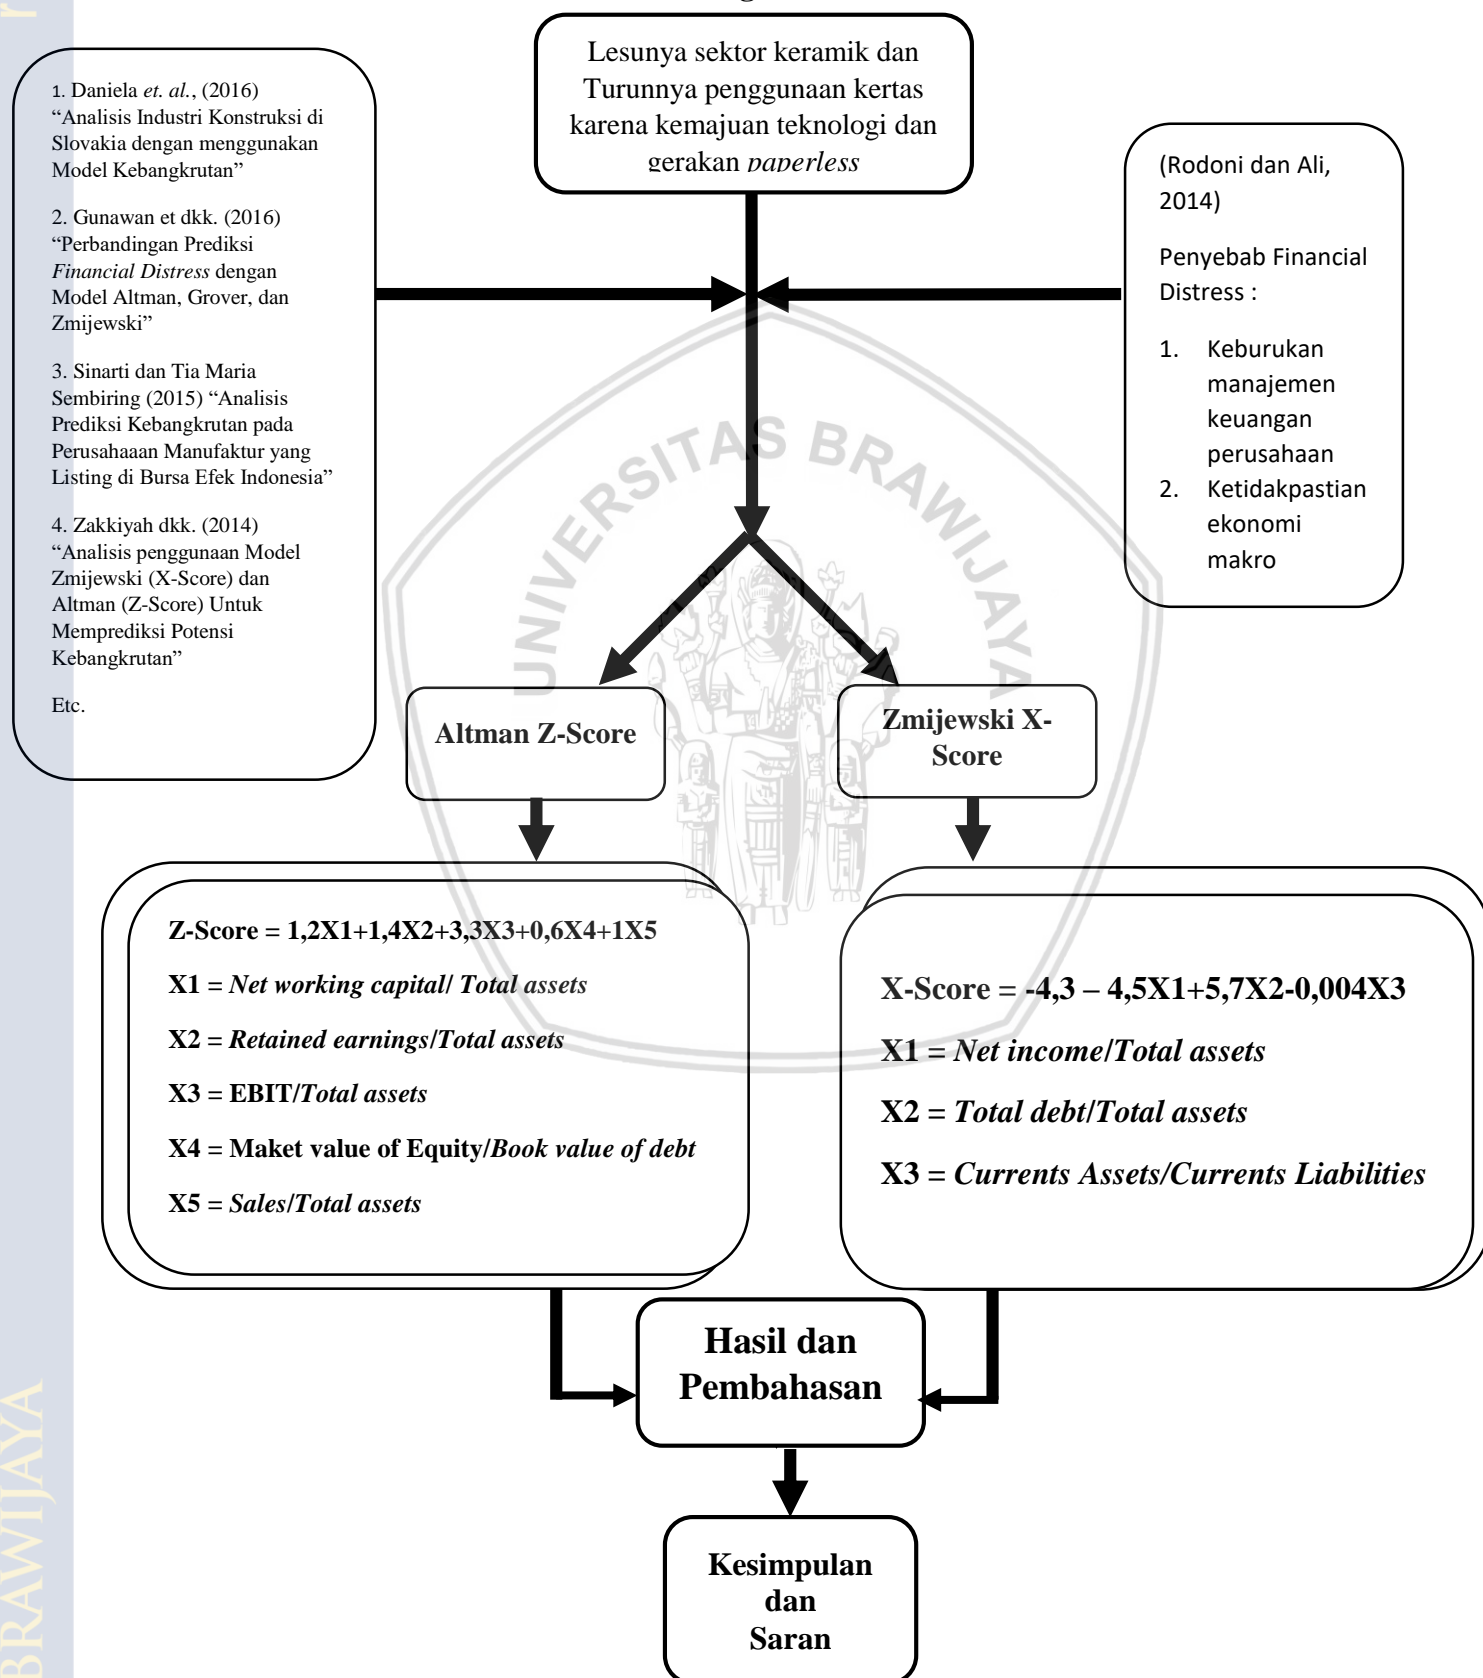 Lesunya sektor keramik dan
Turunnya penggunaan kertas
karena kemajuan teknologi dan
gerakan paperless
1. Daniela et. al., (2016)
“Analisis Industri Konstruksi di
Slovakia dengan menggunakan
Model Kebangkrutan”
2. Gunawan et dkk. (2016)
“Perbandingan Prediksi
Financial Distress dengan
Model Altman, Grover, dan
Zmijewski”
3. Sinarti dan Tia Maria
Sembiring (2015) “Analisis
Prediksi Kebangkrutan pada
Perusahaaan Manufaktur yang
Listing di Bursa Efek Indonesia”
4. Zakkiyah dkk. (2014)
“Analisis penggunaan Model
Zmijewski (X-Score) dan
Altman (Z-Score) Untuk
Memprediksi Potensi
Kebangkrutan”
Etc.
(Rodoni dan Ali,
2014)
Penyebab Financial
Distress :
1. Keburukan
manajemen
keuangan
perusahaan
2. Ketidakpastian
ekonomi
makro
UNIVERSITAS BRAWIJAYA
Altman Z-Score
Zmijewski X-
Score
Z-Score = 1,2X1+1,4X2+3,3X3+0,6X4+1X5
X1 = Net working capital/ Total assets
X2 = Retained earnings/Total assets
X3 = EBIT/Total assets
X4 = Maket value of Equity/Book value of debt
X5 = Sales/Total assets
X-Score = -4,3 – 4,5X1+5,7X2-0,004X3
X1 = Net income/Total assets
X2 = Total debt/Total assets
X3 = Currents Assets/Currents Liabilities
Hasil dan
Pembahasan
Kesimpulan
dan
Saran
BRAWIJAYA